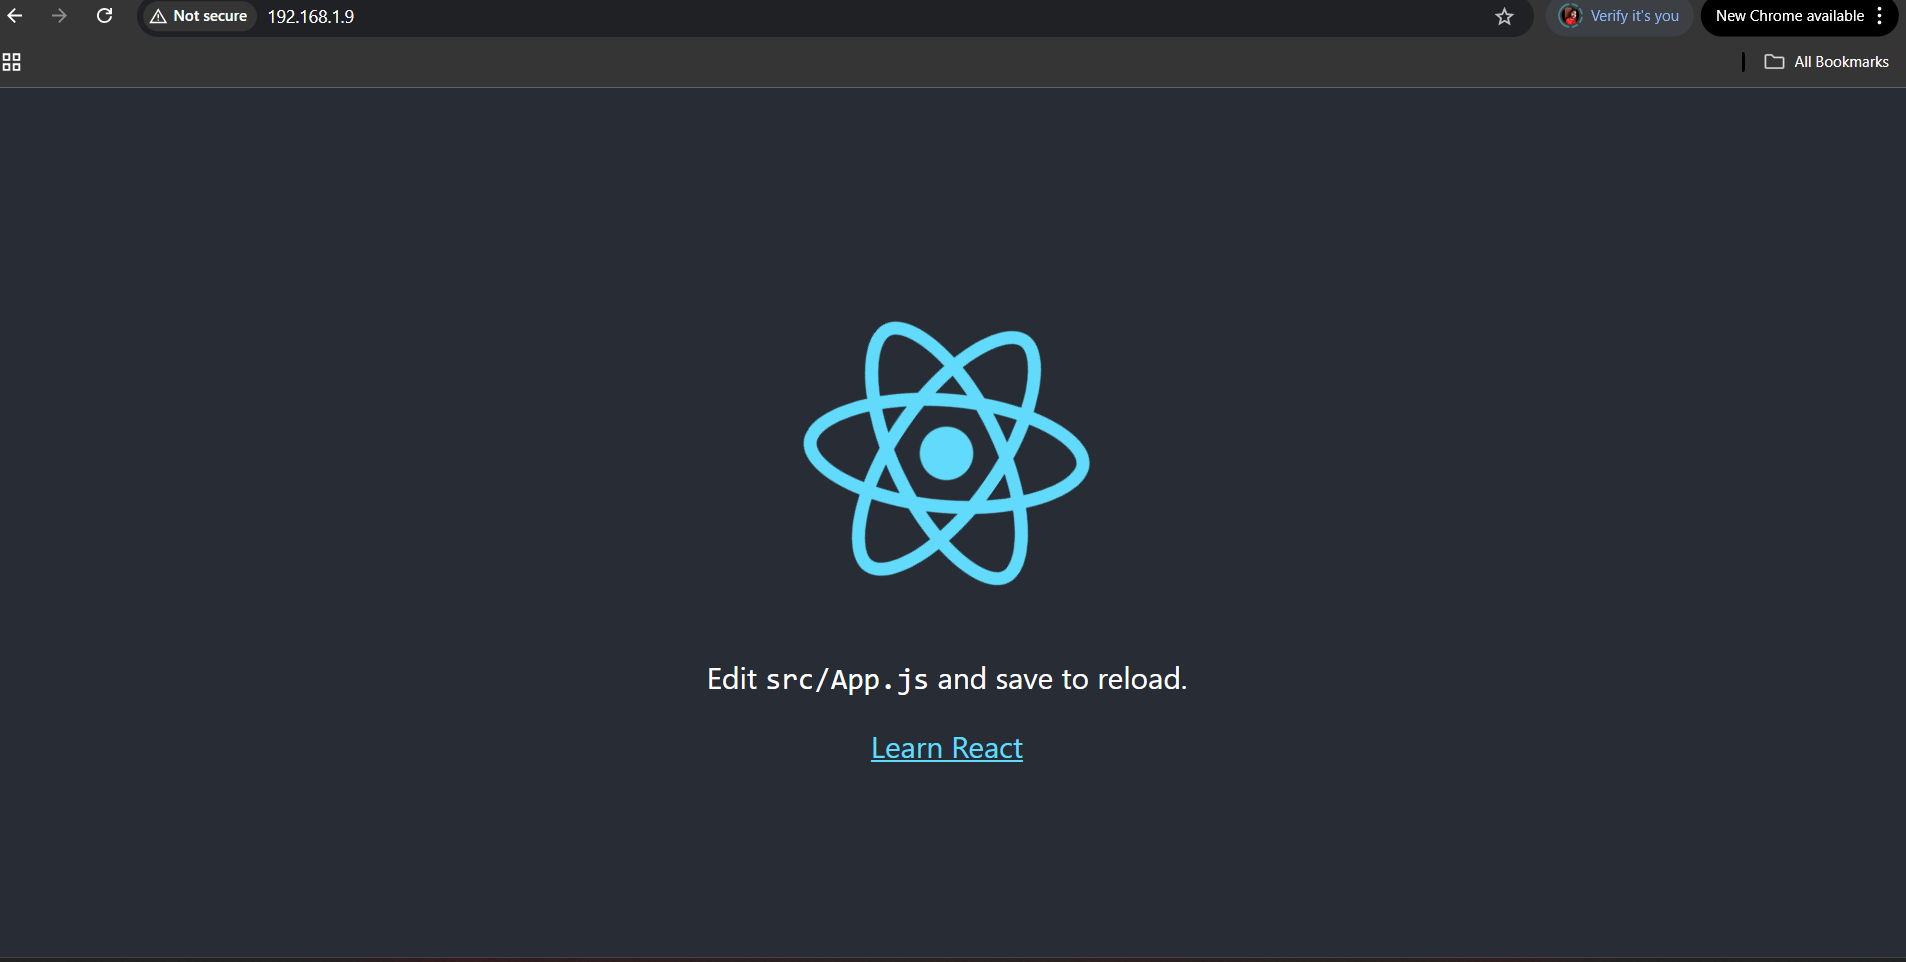 Not secure 192.168.1.9 Verify it's you New Chrome available
All Bookmarks
Edit src/App.js and save to reload.
Learn React